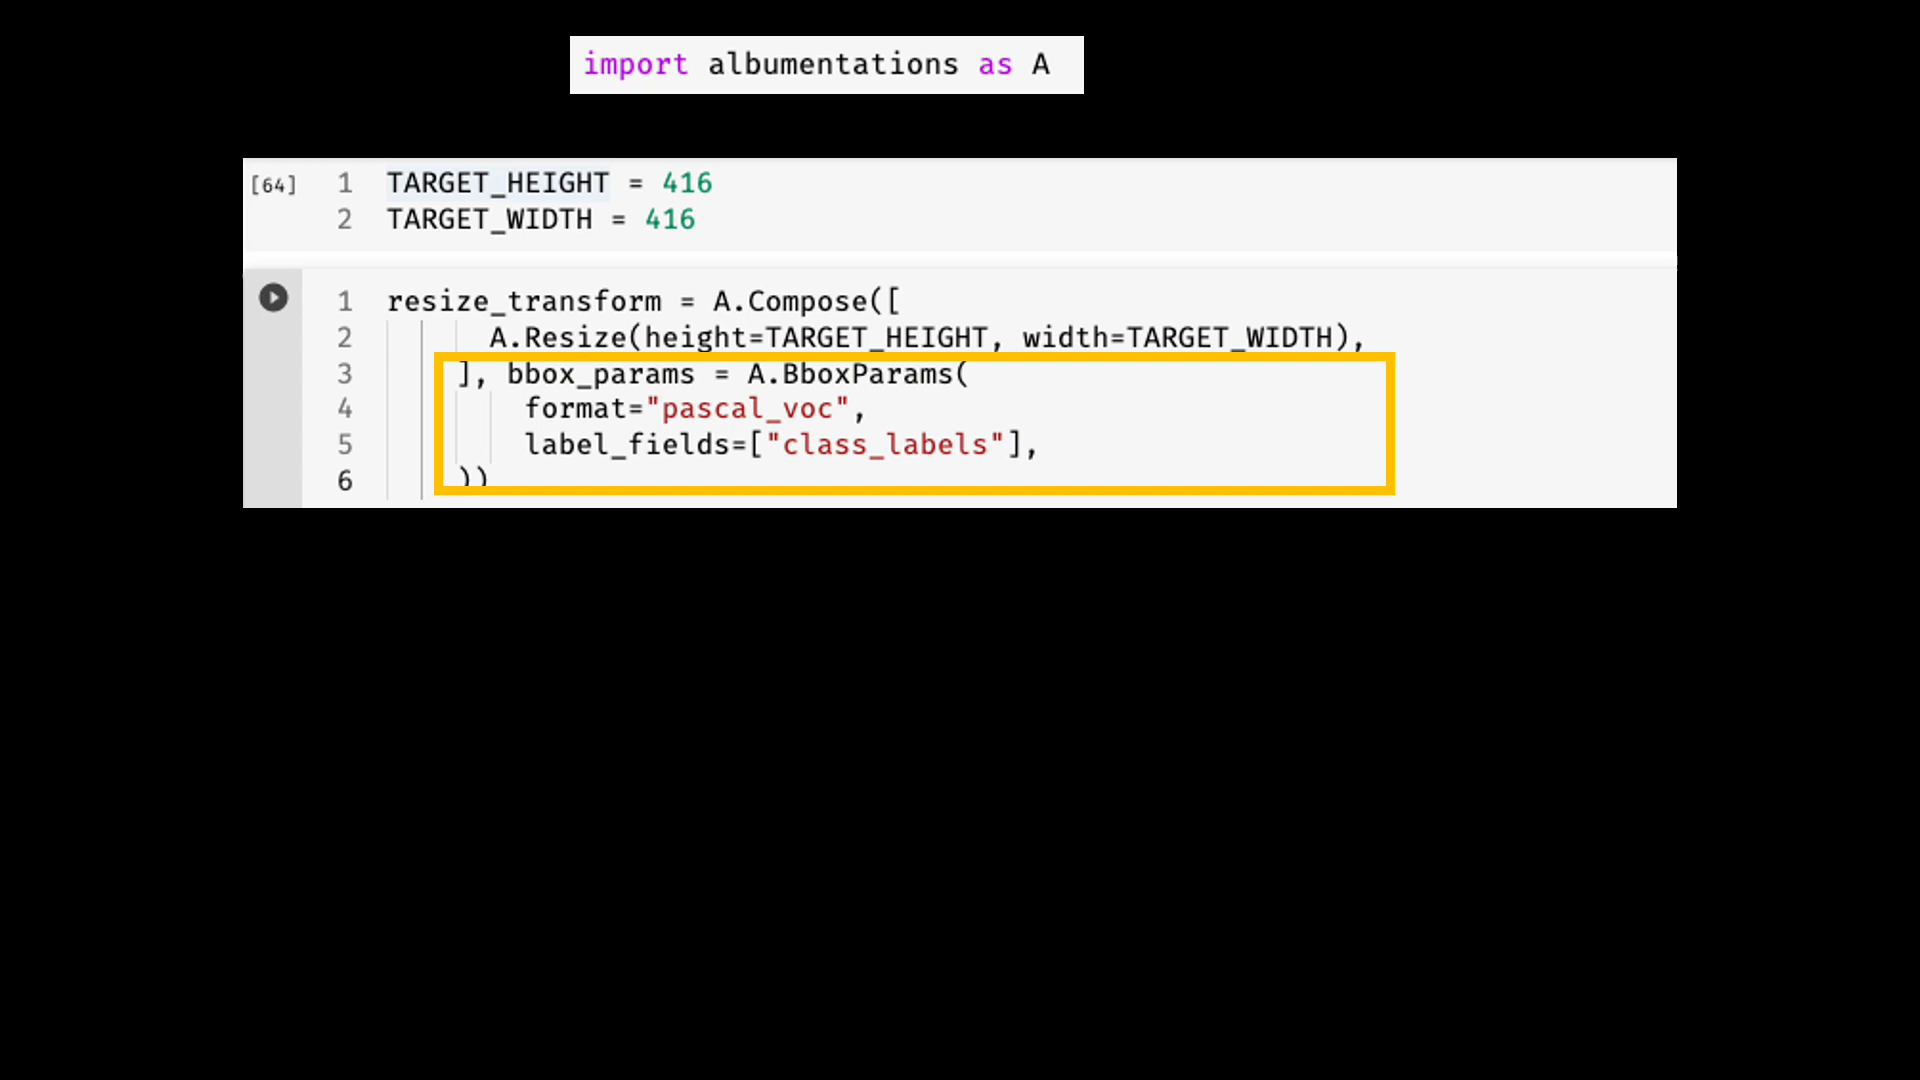 import albumentations as A
[64] 1 TARGET_HEIGHT = 416
2 TARGET_WIDTH = 416
1 resize_transform = A.Compose([
2 A.Resize(height=TARGET_HEIGHT, width=TARGET_WIDTH),
3 ], bbox_params = A.BboxParams(
4 format="pascal_voc",
5 label_fields=["class_labels"],
6 ))